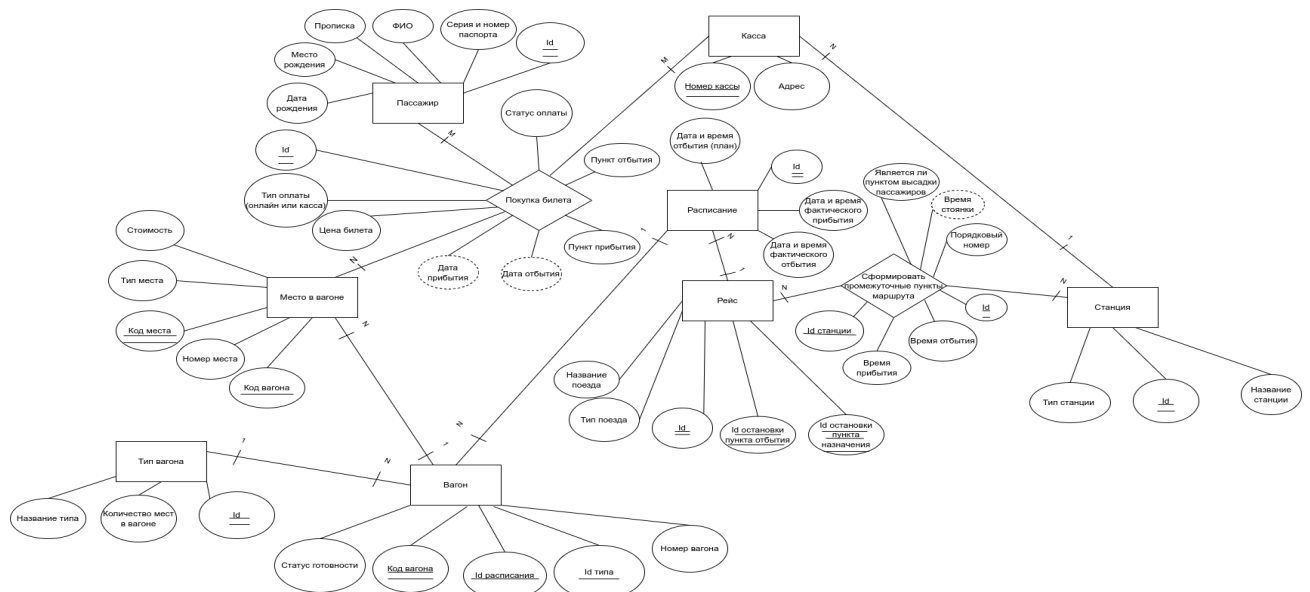 Прописка
ФИО
Серия и номер
паспорта
Id
Место
рождения
Дата
рождения
Пассажир
M
Касса
M
N
Номер кассы
Адрес
Id
Статус оплаты
Пункт отбытия
Тип оплаты
(онлайн или касса)
Покупка билета
Цена билета
Пункт прибытия
Дата
прибытия
Дата отбытия
N
Дата и время
отбытия (план)
Id
Расписание
Дата и время
фактического
прибытия
Дата и время
фактического
отбытия
1
N
1
Является ли
пунктом высадки
пассажиров
Время
стоянки
Порядковый
номер
Сформировать
промежуточные пункты
маршрута
N
N
1
Id
Id станции
Время
прибытия
Время отбытия
Стоимость
Тип места
Место в вагоне
Код места
Номер места
Код вагона
N
Рейс
Название
поезда
Тип поезда
Id
Id остановки
пункта отбытия
Id остановки
пункта
назначения
Станция
Тип станции
Id
Название
станции
Тип вагона
1
N
1
N
Название типа
Количество мест
в вагоне
Id
Вагон
Статус готовности
Код вагона
Id расписания
Id типа
Номер вагона